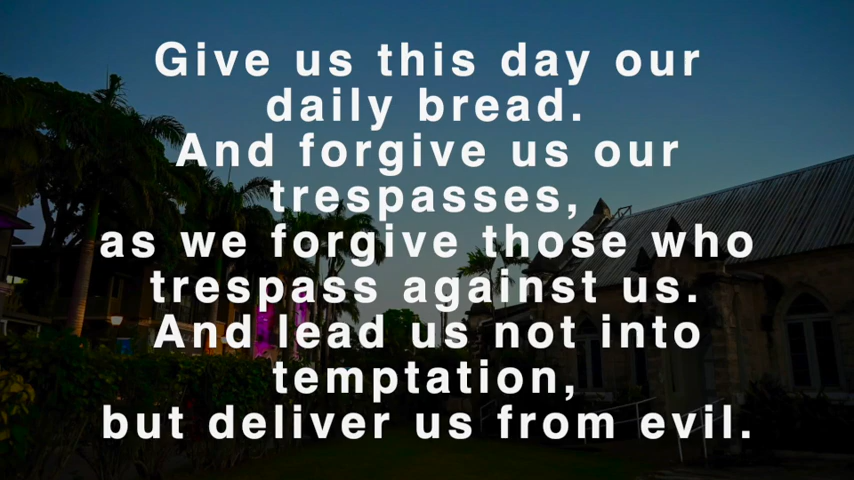 Give us this day our
daily bread.
And forgive us our
trespasses,
as we forgive those who
trespass against us.
And lead us not into
temptation,
but deliver us from evil.